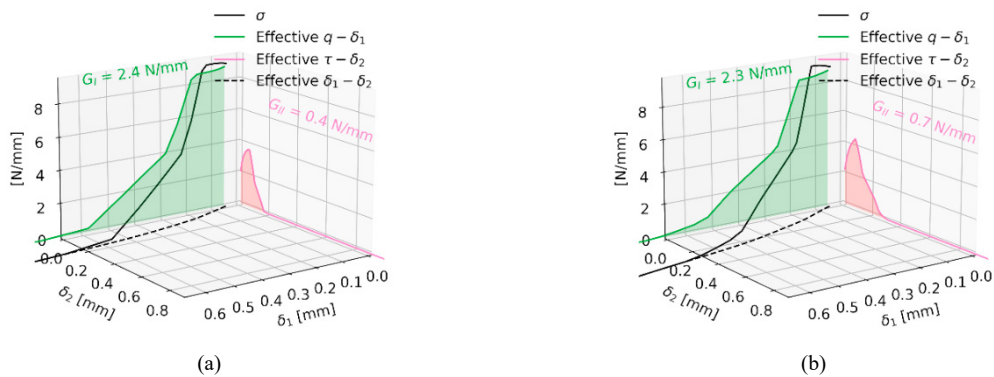 σ
Effective q − δ₁
Effective τ − δ₂
Effective δ₁ − δ₂
G_I = 2.4 N/mm
G_II = 0.4 N/mm
[N/mm]
8
6
4
2
0
0.0
0.2
0.4
0.6
0.8
δ₂ [mm]
0.6
0.5
0.4
0.3
0.2
0.1
0.0
δ₁ [mm]
(a)
σ
Effective q − δ₁
Effective τ − δ₂
Effective δ₁ − δ₂
G_I = 2.3 N/mm
G_II = 0.7 N/mm
[N/mm]
8
6
4
2
0
0.0
0.2
0.4
0.6
0.8
δ₂ [mm]
0.6
0.5
0.4
0.3
0.2
0.1
0.0
δ₁ [mm]
(b)